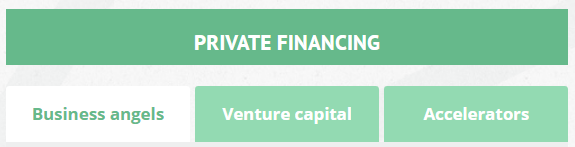 PRIVATE FINANCING
Business angels Venture capital Accelerators